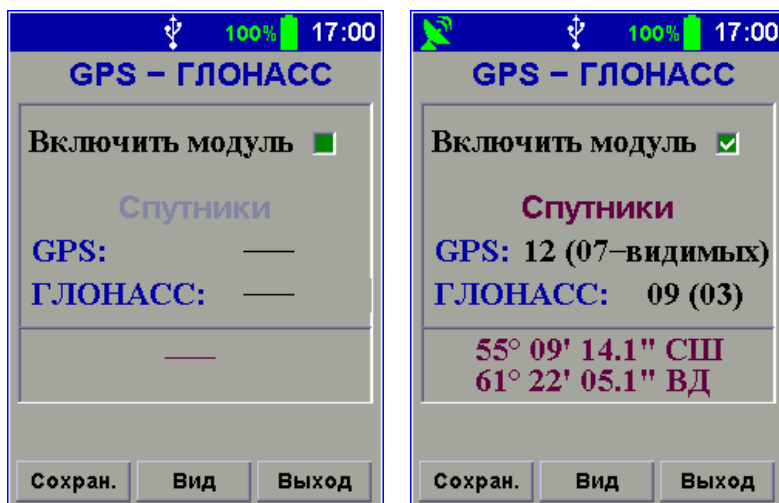 100% 17:00
GPS – ГЛОНАСС
Включить модуль
Спутники
GPS: —
ГЛОНАСС: —
—
Сохран. Вид Выход
100% 17:00
GPS – ГЛОНАСС
Включить модуль
Спутники
GPS: 12 (07–видимых)
ГЛОНАСС: 09 (03)
55° 09' 14.1" СШ
61° 22' 05.1" ВД
Сохран. Вид Выход